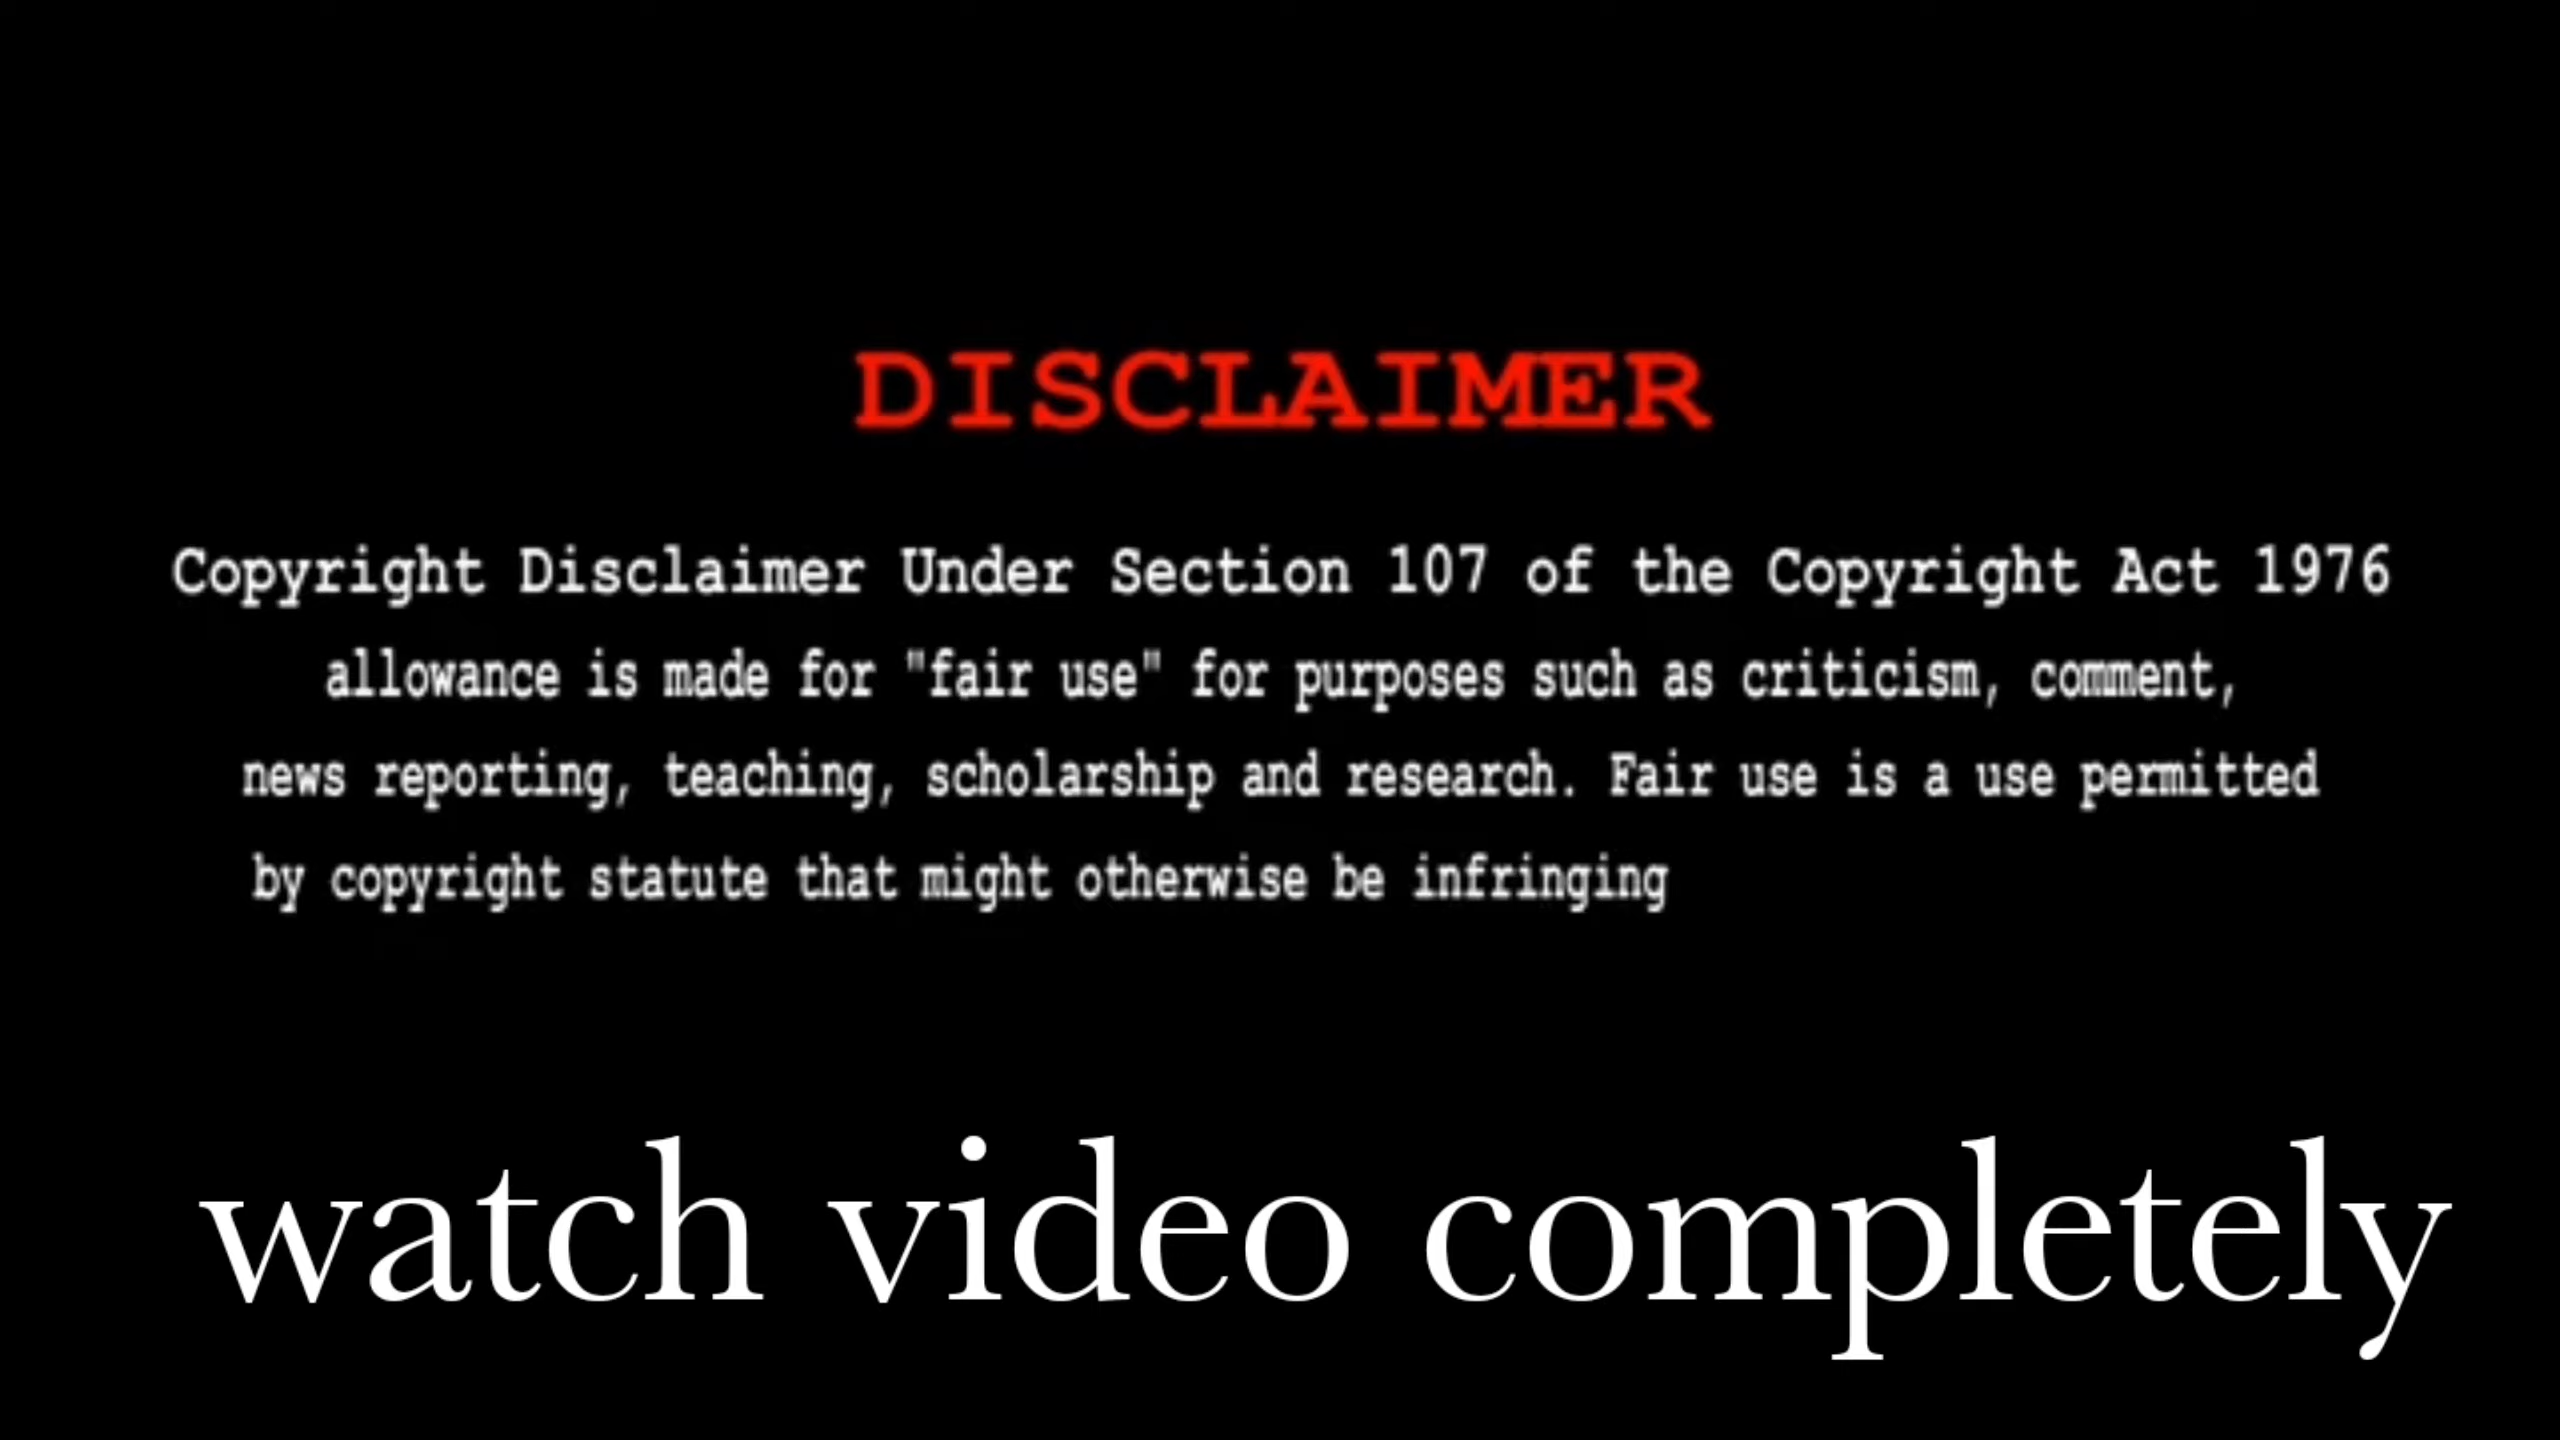 DISCLAIMER
Copyright Disclaimer Under Section 107 of the Copyright Act 1976
allowance is made for "fair use" for purposes such as criticism, comment,
news reporting, teaching, scholarship and research. Fair use is a use permitted
by copyright statute that might otherwise be infringing
watch video completely